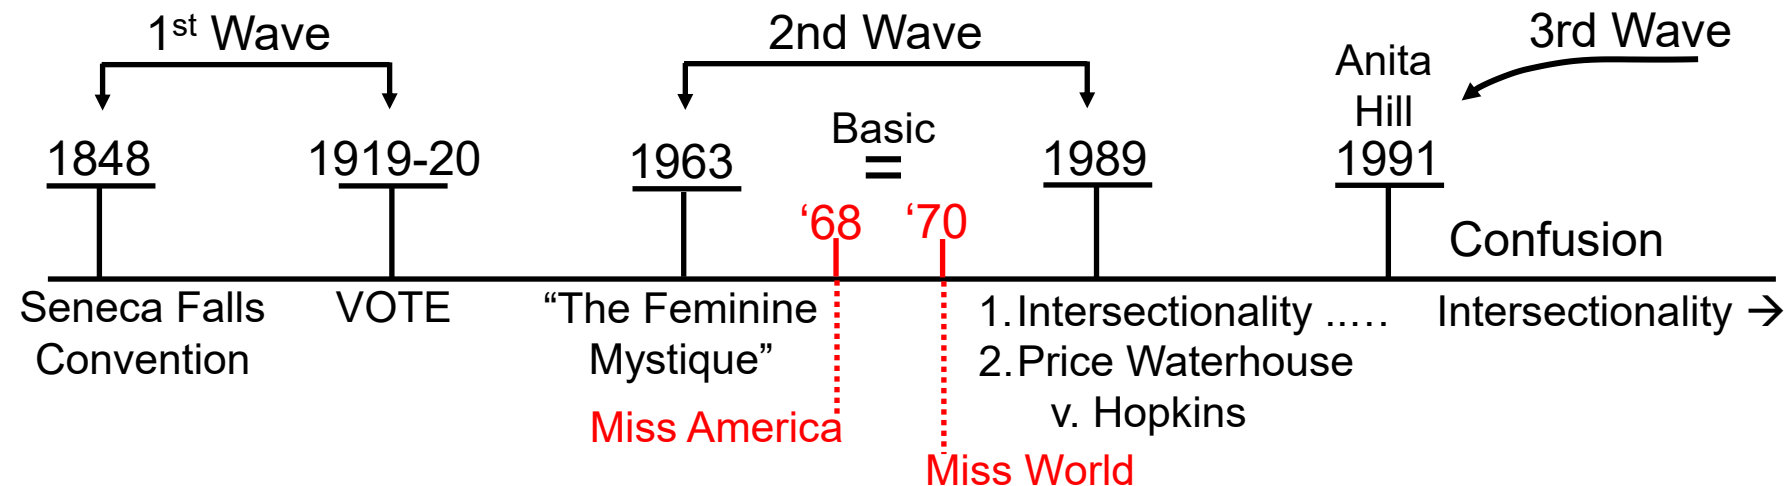 1st Wave
2nd Wave
3rd Wave
Anita
Hill
Basic
=
1848
1919-20
1963
1989
1991
‘68
‘70
Confusion
Seneca Falls
Convention
VOTE
“The Feminine
Mystique”
1. Intersectionality ..…
2. Price Waterhouse
v. Hopkins
Intersectionality →
Miss America
Miss World